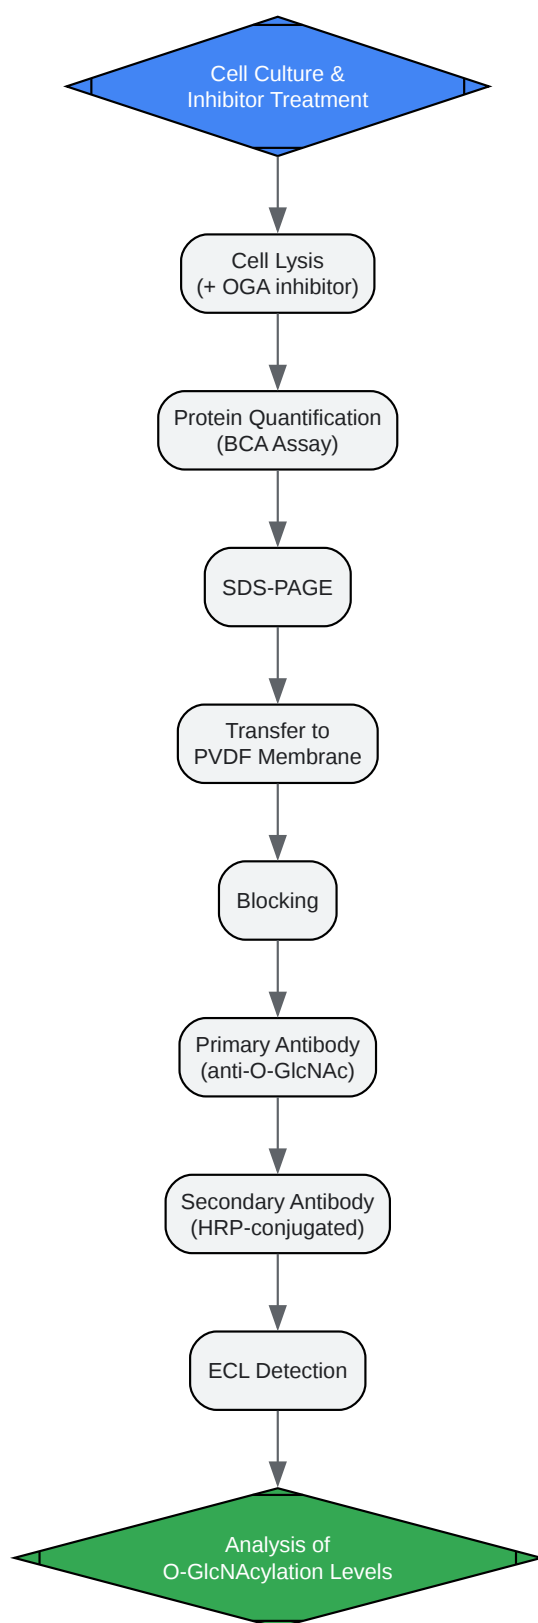 Cell Culture &
Inhibitor Treatment
Cell Lysis
(+ OGA inhibitor)
Protein Quantification
(BCA Assay)
SDS-PAGE
Transfer to
PVDF Membrane
Blocking
Primary Antibody
(anti-O-GlcNAc)
Secondary Antibody
(HRP-conjugated)
ECL Detection
Analysis of
O-GlcNAcylation Levels